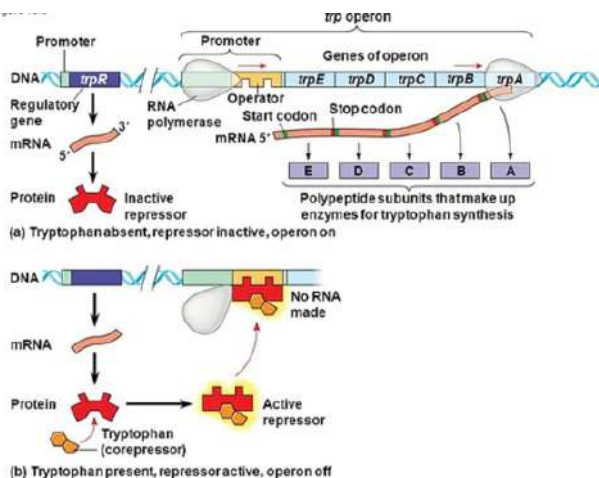 trp operon
Promoter
Promoter
Genes of operon
DNA
trpR
trpE
trpD
trpC
trpB
trpA
Regulatory
gene
RNA
polymerase
Operator
Start codon
Stop codon
mRNA
5′
3′
mRNA 5′
E
D
C
B
A
Protein
Inactive
repressor
Polypeptide subunits that make up
enzymes for tryptophan synthesis
(a) Tryptophan absent, repressor inactive, operon on
DNA
No RNA
made
mRNA
Protein
Active
repressor
Tryptophan
(corepressor)
(b) Tryptophan present, repressor active, operon off